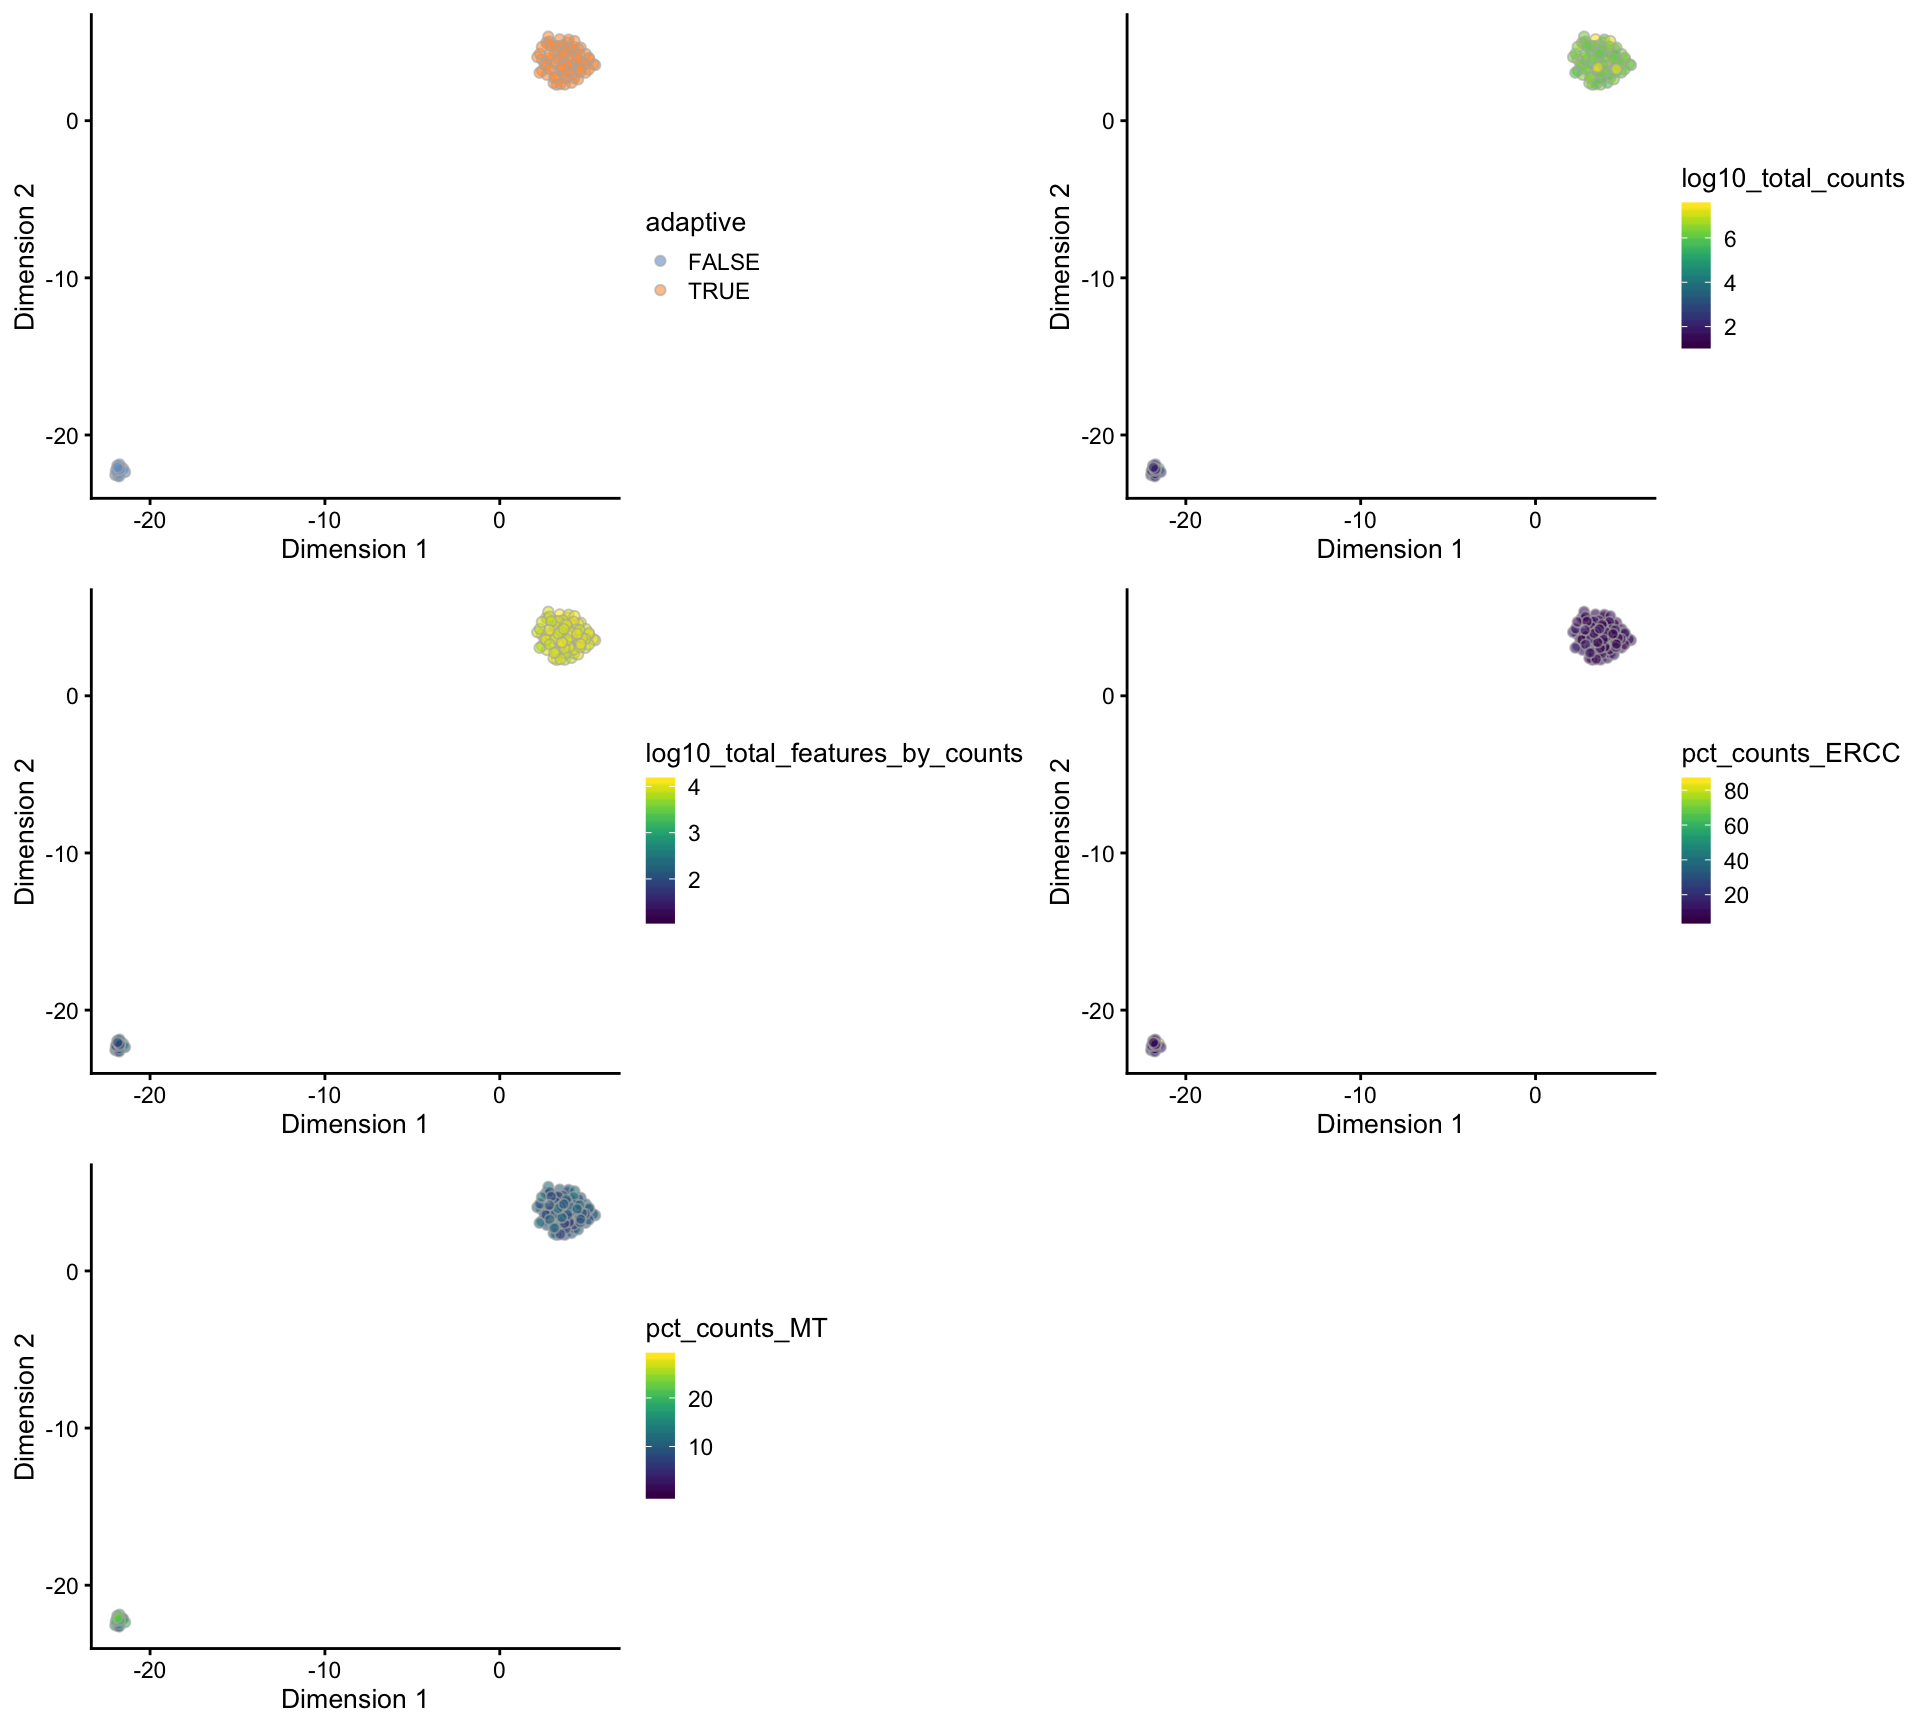 0
-10
-20
-20 -10 0
Dimension 1
Dimension 2
adaptive
FALSE
TRUE
0
-10
-20
-20 -10 0
Dimension 1
Dimension 2
log10_total_counts
6
4
2
0
-10
-20
-20 -10 0
Dimension 1
Dimension 2
log10_total_features_by_counts
4
3
2
0
-10
-20
-20 -10 0
Dimension 1
Dimension 2
pct_counts_ERCC
80
60
40
20
0
-10
-20
-20 -10 0
Dimension 1
Dimension 2
pct_counts_MT
20
10